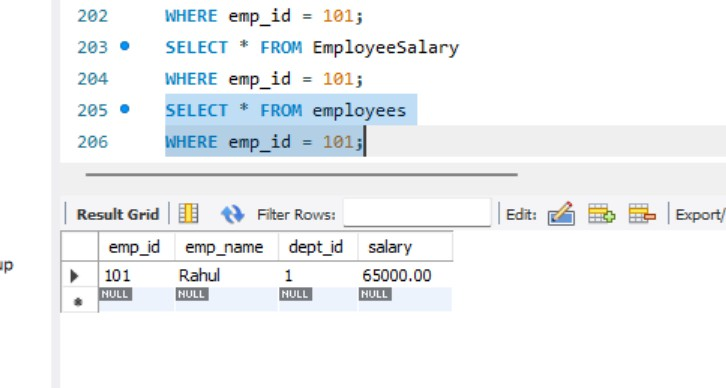 202 WHERE emp_id = 101;
203 SELECT * FROM EmployeeSalary
204 WHERE emp_id = 101;
205 SELECT * FROM employees
206 WHERE emp_id = 101;
Result Grid Filter Rows: Edit: Export/
emp_id emp_name dept_id salary
up
101 Rahul 1 65000.00
NULL NULL NULL NULL